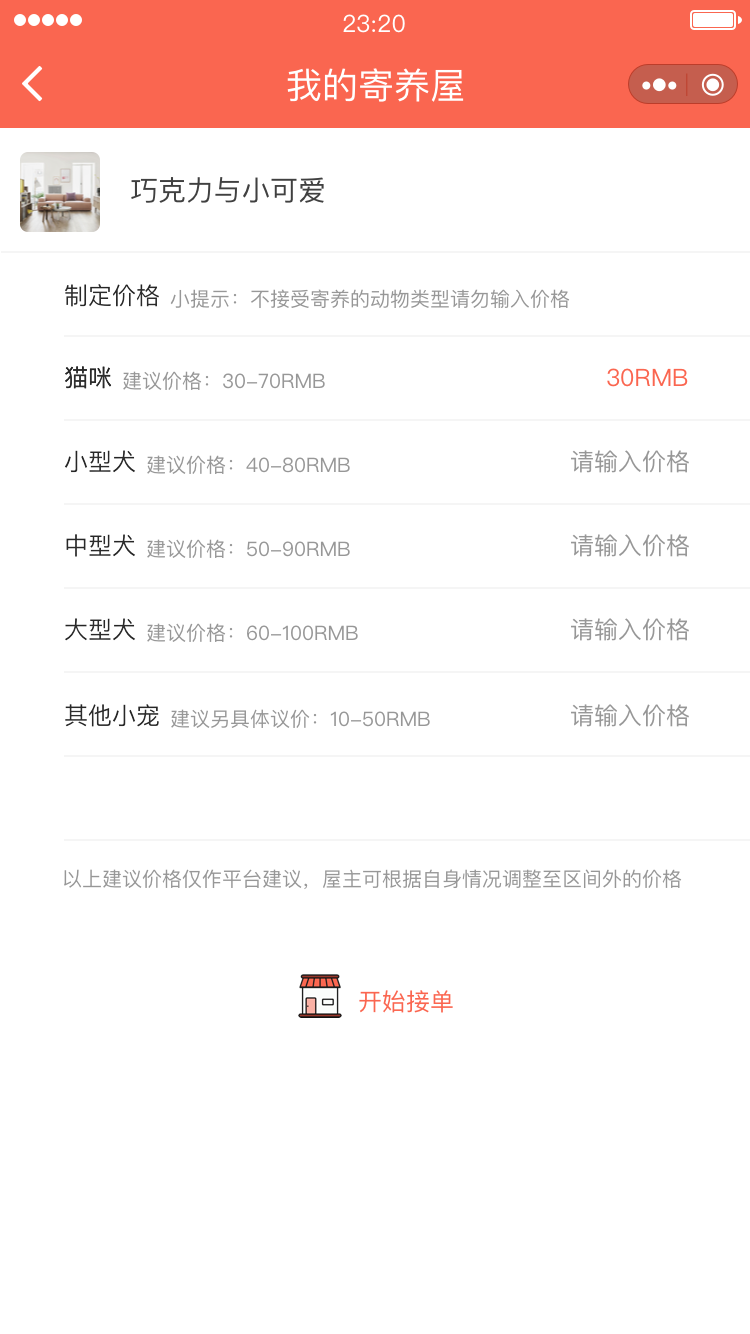 23:20
我的寄养屋
巧克力与小可爱
制定价格 小提示：不接受寄养的动物类型请勿输入价格
猫咪 建议价格：30–70RMB 30RMB
小型犬 建议价格：40–80RMB 请输入价格
中型犬 建议价格：50–90RMB 请输入价格
大型犬 建议价格：60–100RMB 请输入价格
其他小宠 建议另具体议价：10–50RMB 请输入价格
以上建议价格仅作平台建议，屋主可根据自身情况调整至区间外的价格
开始接单